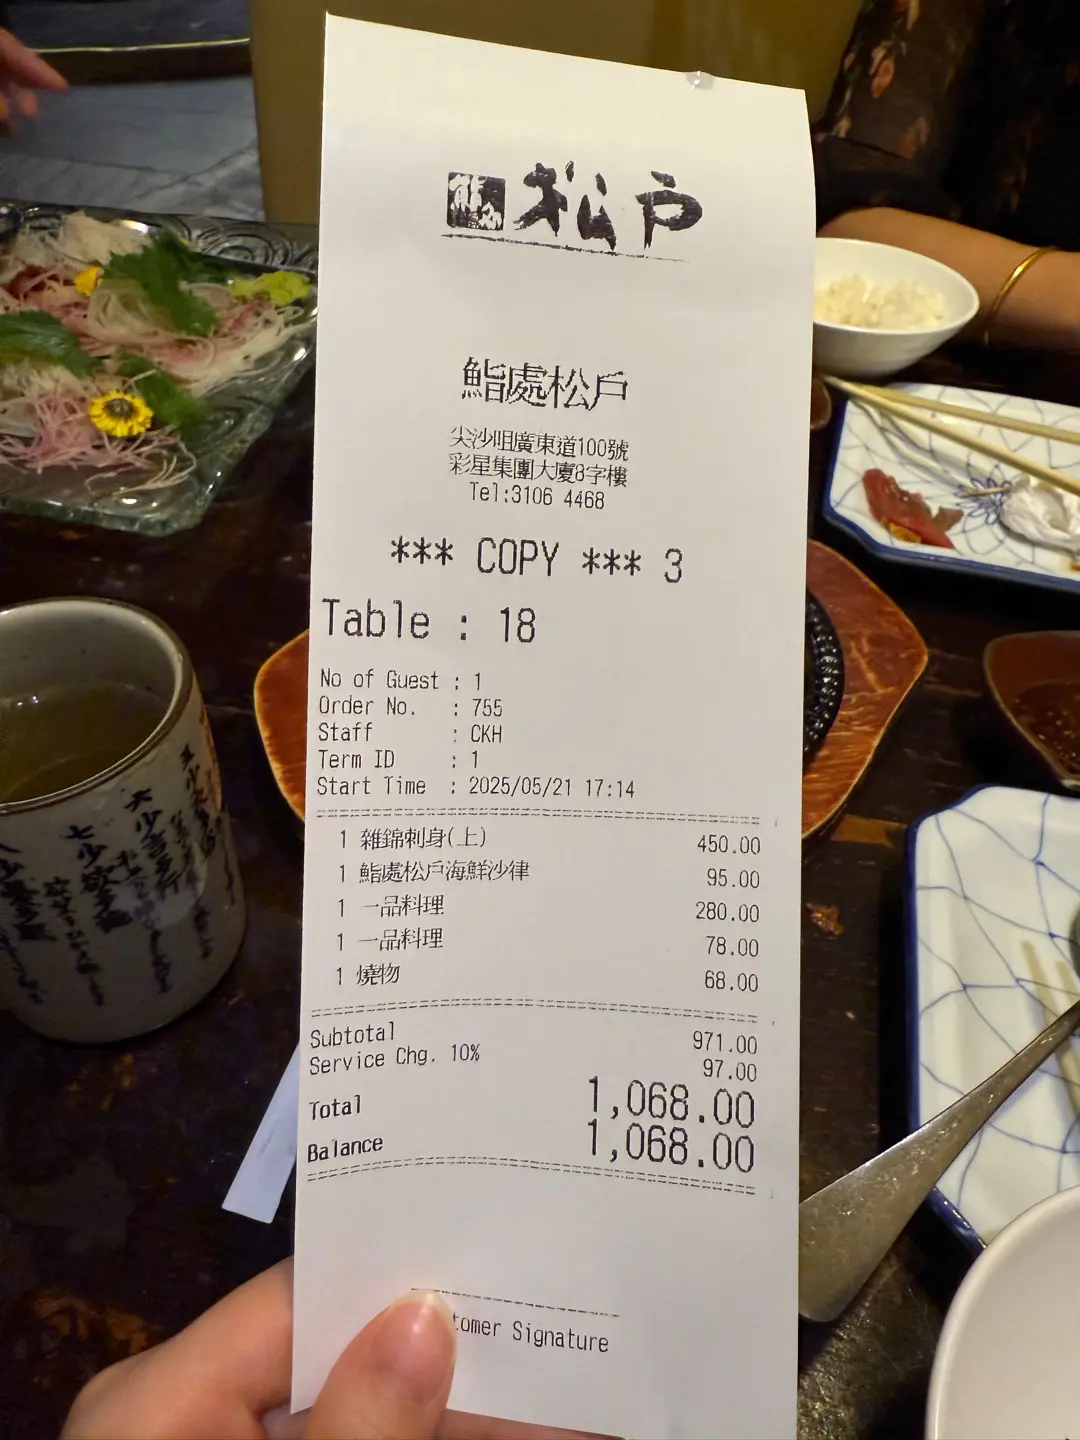 松戶
鮨處松戶
尖沙咀廣東道100號
彩星集團大廈8字樓
Tel:3106 4468
*** COPY *** 3
Table : 18
No of Guest : 1
Order No. : 755
Staff : CKH
Term ID : 1
Start Time : 2025/05/21 17:14
1 雜錦刺身(上) 450.00
1 鮨處松戶海鮮沙律 95.00
1 一品料理 280.00
1 一品料理 78.00
1 燒物 68.00
Subtotal 971.00
Service Chg. 10% 97.00
Total 1,068.00
Balance 1,068.00
tomer Signature